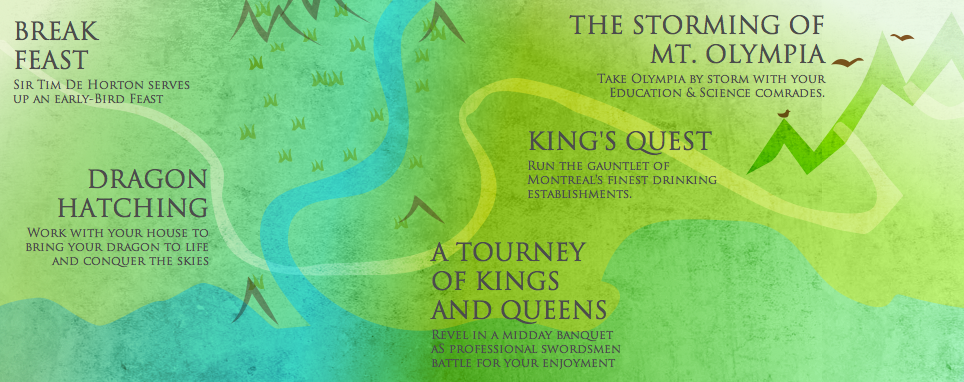 BREAK
FEAST
Sir Tim De Horton serves
up an early-Bird Feast
DRAGON
HATCHING
Work with your house to
bring your dragon to life
and conquer the skies
A TOURNEY
OF KINGS
AND QUEENS
Revel in a midday banquet
as professional swordsmen
battle for your enjoyment
KING'S QUEST
Run the gauntlet of
Montreal's finest drinking
establishments.
THE STORMING OF
MT. OLYMPIA
Take Olympia by storm with your
Education & Science comrades.